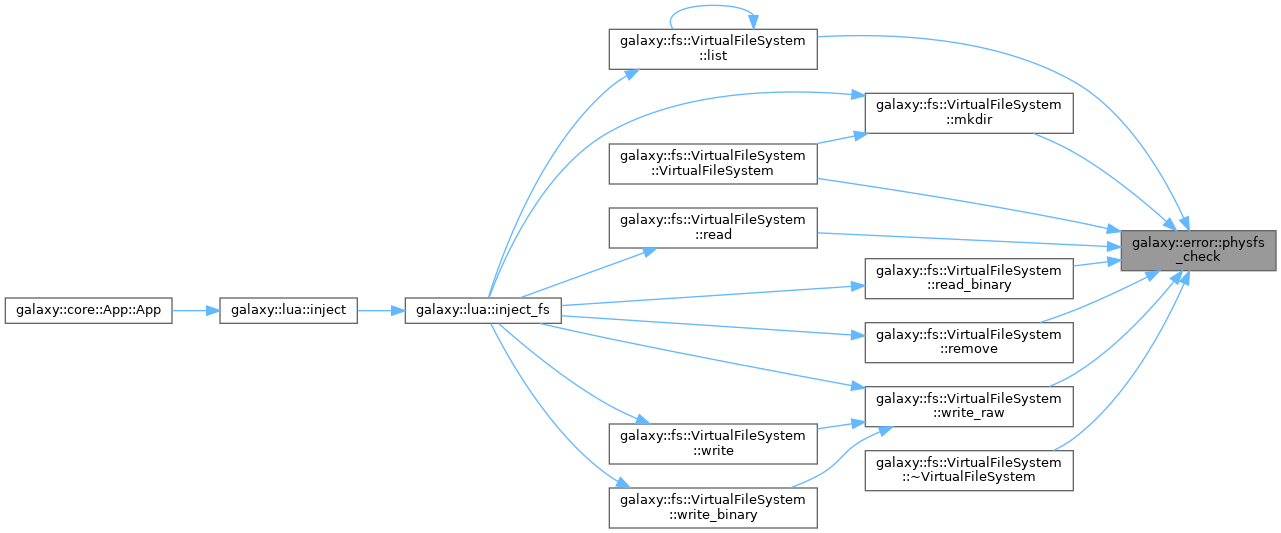 galaxy::fs::VirtualFileSystem
::list
galaxy::fs::VirtualFileSystem
::mkdir
galaxy::fs::VirtualFileSystem
::VirtualFileSystem
galaxy::fs::VirtualFileSystem
::read
galaxy::error::physfs
_check
galaxy::fs::VirtualFileSystem
::read_binary
galaxy::core::App::App
galaxy::lua::inject
galaxy::lua::inject_fs
galaxy::fs::VirtualFileSystem
::remove
galaxy::fs::VirtualFileSystem
::write_raw
galaxy::fs::VirtualFileSystem
::write
galaxy::fs::VirtualFileSystem
::~VirtualFileSystem
galaxy::fs::VirtualFileSystem
::write_binary